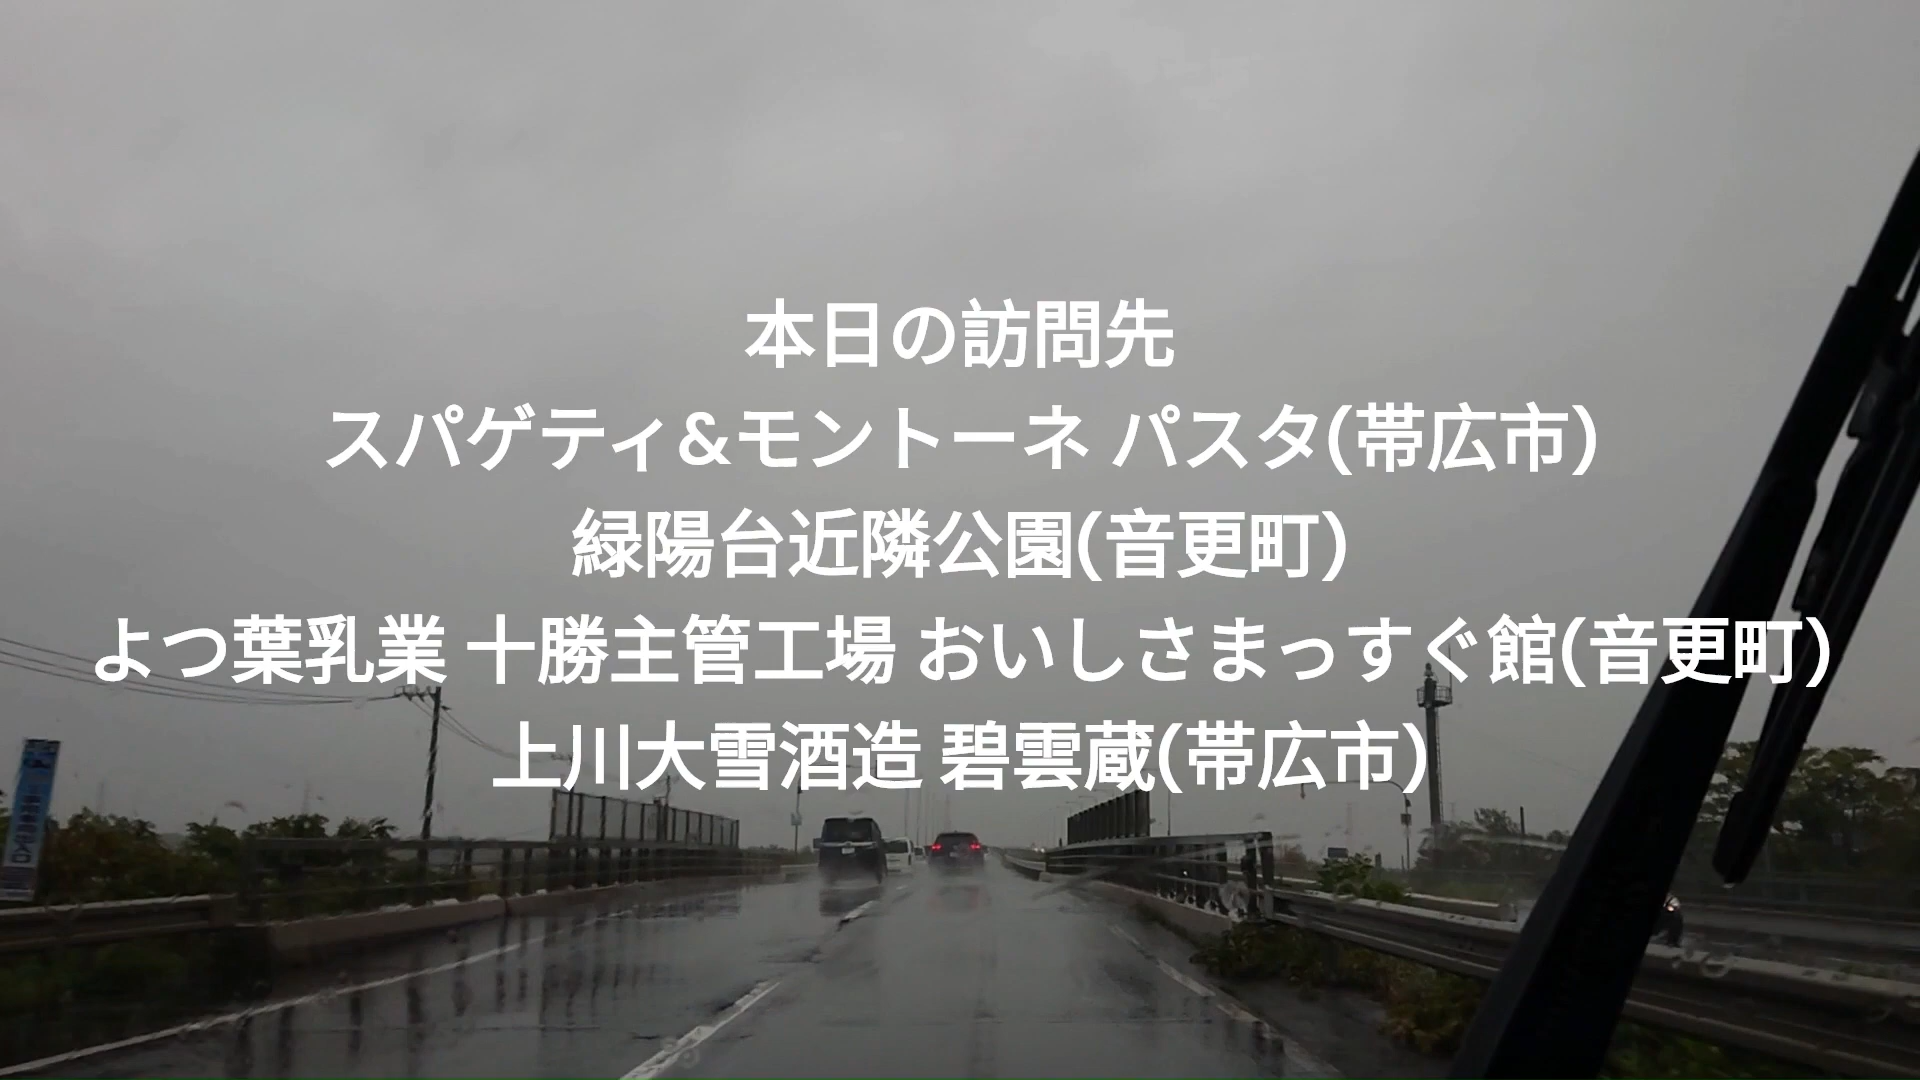 本日の訪問先
スパゲティ&モントーネ パスタ(帯広市)
緑陽台近隣公園(音更町)
よつ葉乳業 十勝主管工場 おいしさまっすぐ館(音更町)
上川大雪酒造 碧雲蔵(帯広市)